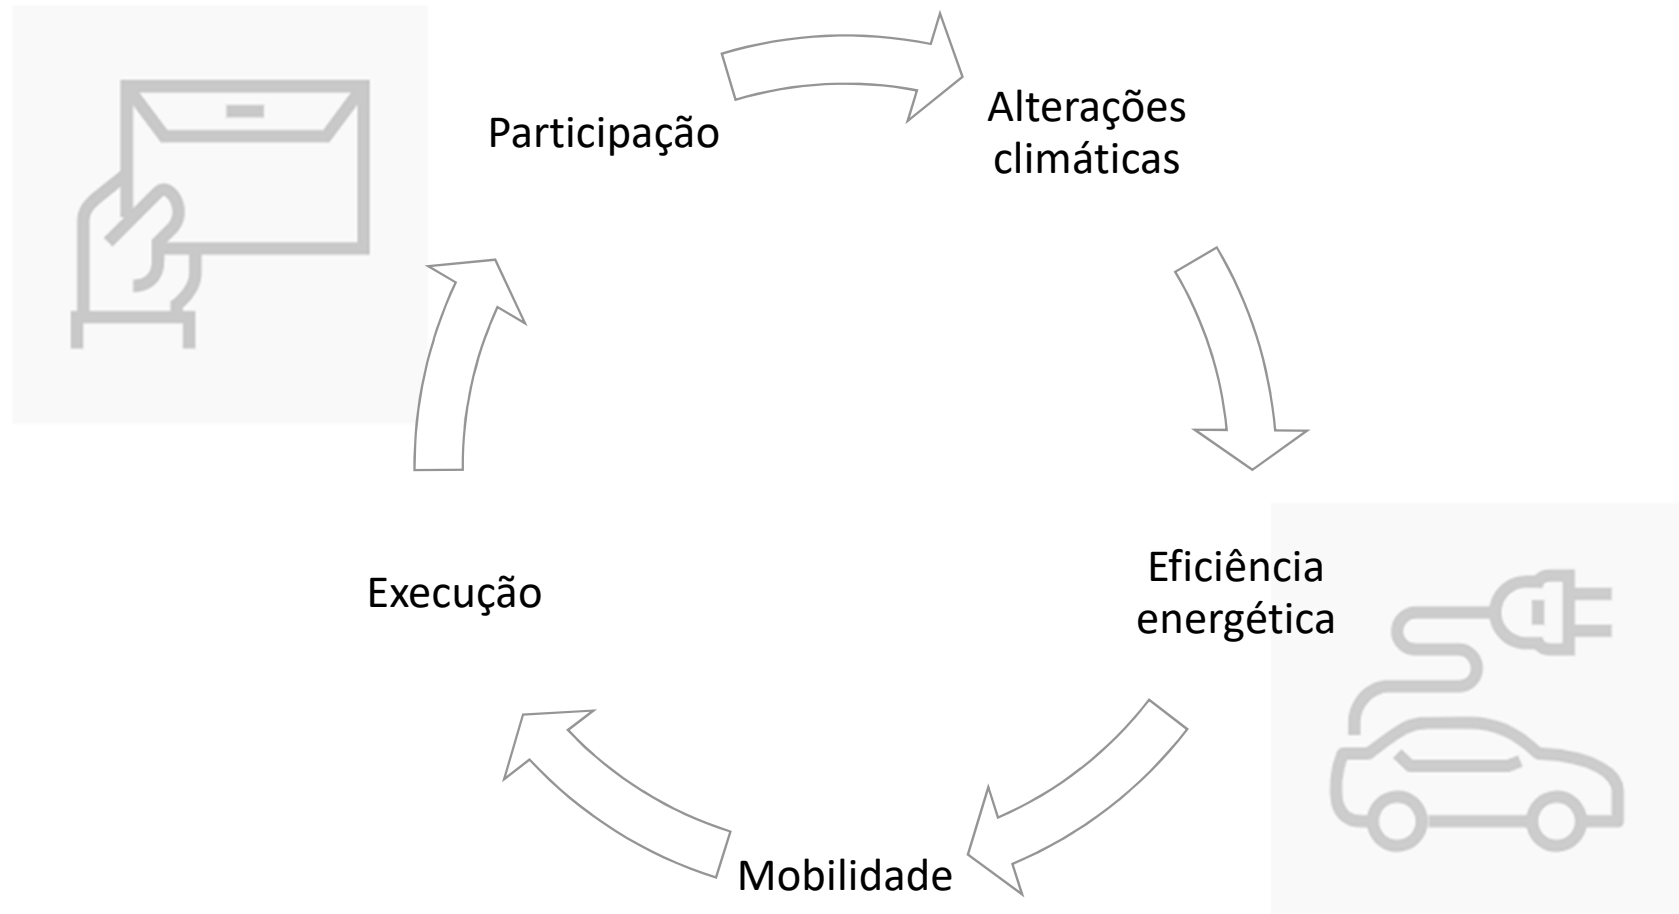 Participação
Alterações
climáticas
Eficiência
energética
Mobilidade
Execução